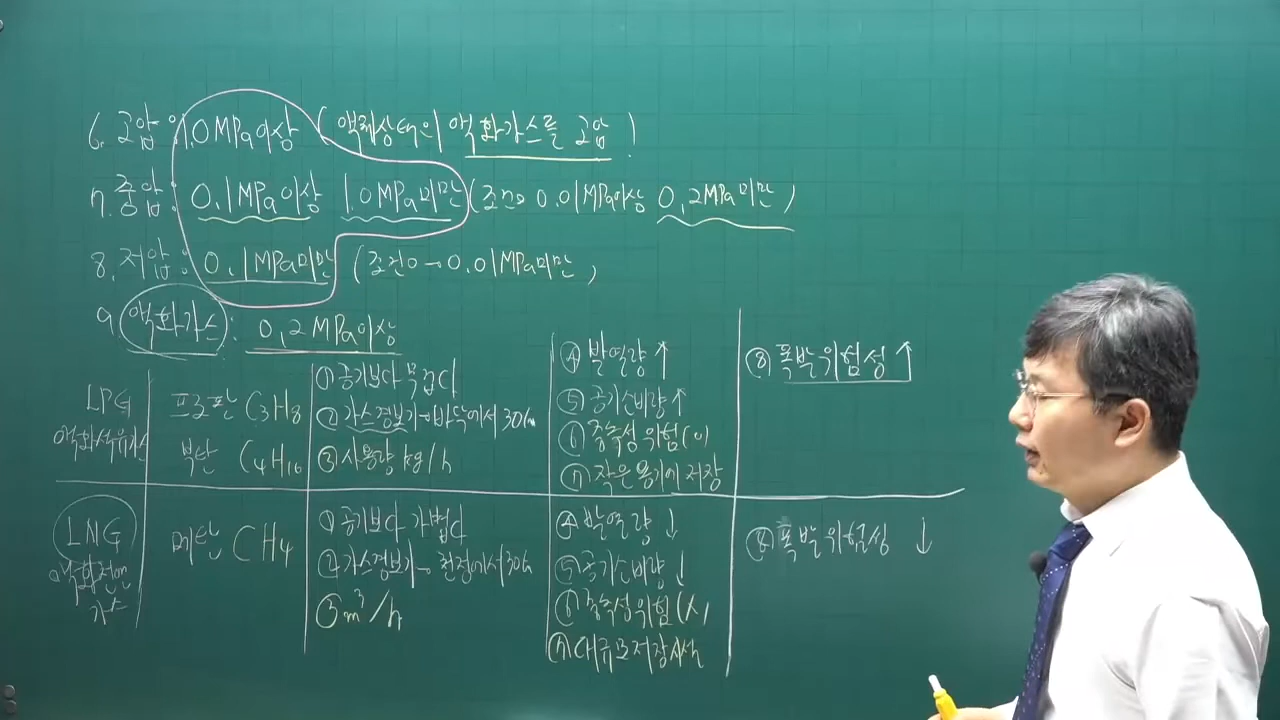 6. 고압 : 1.0MPa이상 (액체상태의 액화가스를 고압)
7. 중압 : 0.1MPa이상 1.0MPa미만 (조건 0.01MPa이상 0.2MPa미만)
8. 저압 : 0.1MPa미만 (조건 → 0.01MPa미만)
9 액화가스 : 0.2MPa이상
LPG
액화석유가스
프로판 C3H8
부탄 C4H10
① 공기보다 무겁다
② 가스경보기→바닥에서 30
③ 사용량 kg/h
④ 발열량↑
⑤ 공기소비량↑
⑥ 중독성 위험(이)
⑦ 작은용기에 저장
⑧ 폭발위험성↑
LNG
액화천연
가스
메탄 CH4
① 공기보다 가볍다
② 가스경보기→천정에서 30
③ m³/h
④ 발열량↓
⑤ 공기소비량↓
⑥ 중독성위험(
⑦ 대규모저장
⑧ 폭발위험성↓